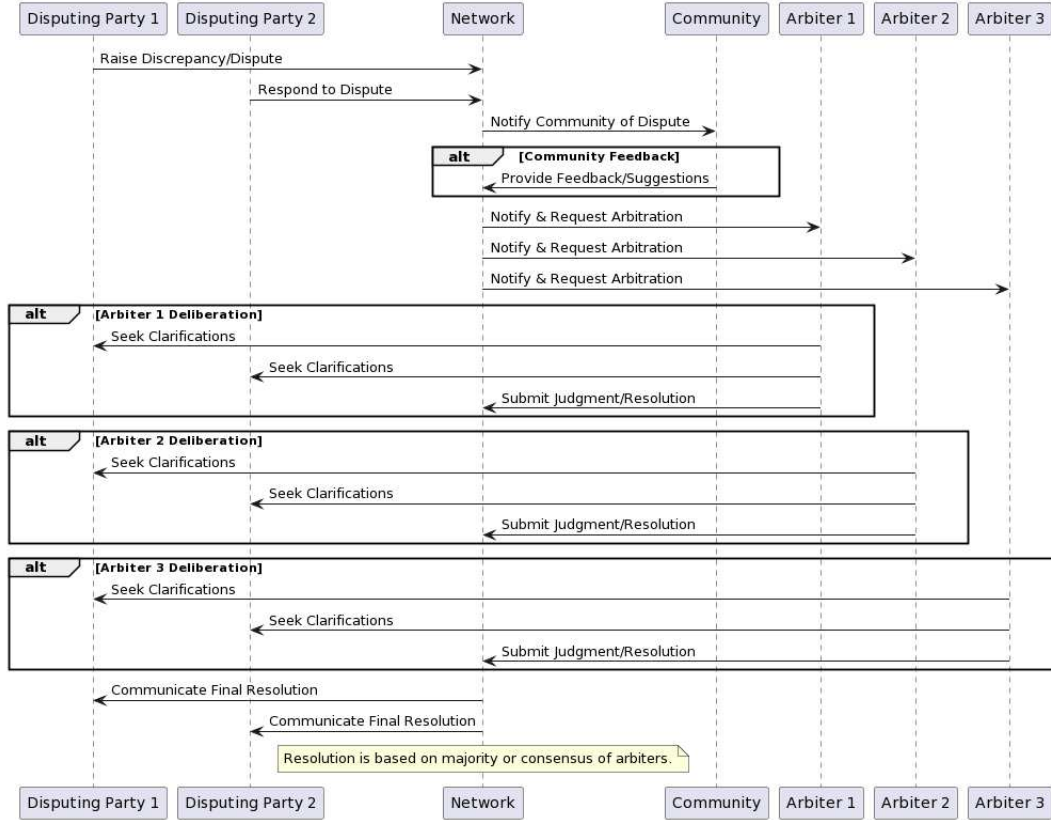 Disputing Party 1 Disputing Party 2 Network Community Arbiter 1 Arbiter 2 Arbiter 3
Raise Discrepancy/Dispute
Respond to Dispute
Notify Community of Dispute
alt [Community Feedback]
Provide Feedback/Suggestions
Notify & Request Arbitration
Notify & Request Arbitration
Notify & Request Arbitration
alt [Arbiter 1 Deliberation]
Seek Clarifications
Seek Clarifications
Submit Judgment/Resolution
alt [Arbiter 2 Deliberation]
Seek Clarifications
Seek Clarifications
Submit Judgment/Resolution
alt [Arbiter 3 Deliberation]
Seek Clarifications
Seek Clarifications
Submit Judgment/Resolution
Communicate Final Resolution
Communicate Final Resolution
Resolution is based on majority or consensus of arbiters.
Disputing Party 1 Disputing Party 2 Network Community Arbiter 1 Arbiter 2 Arbiter 3